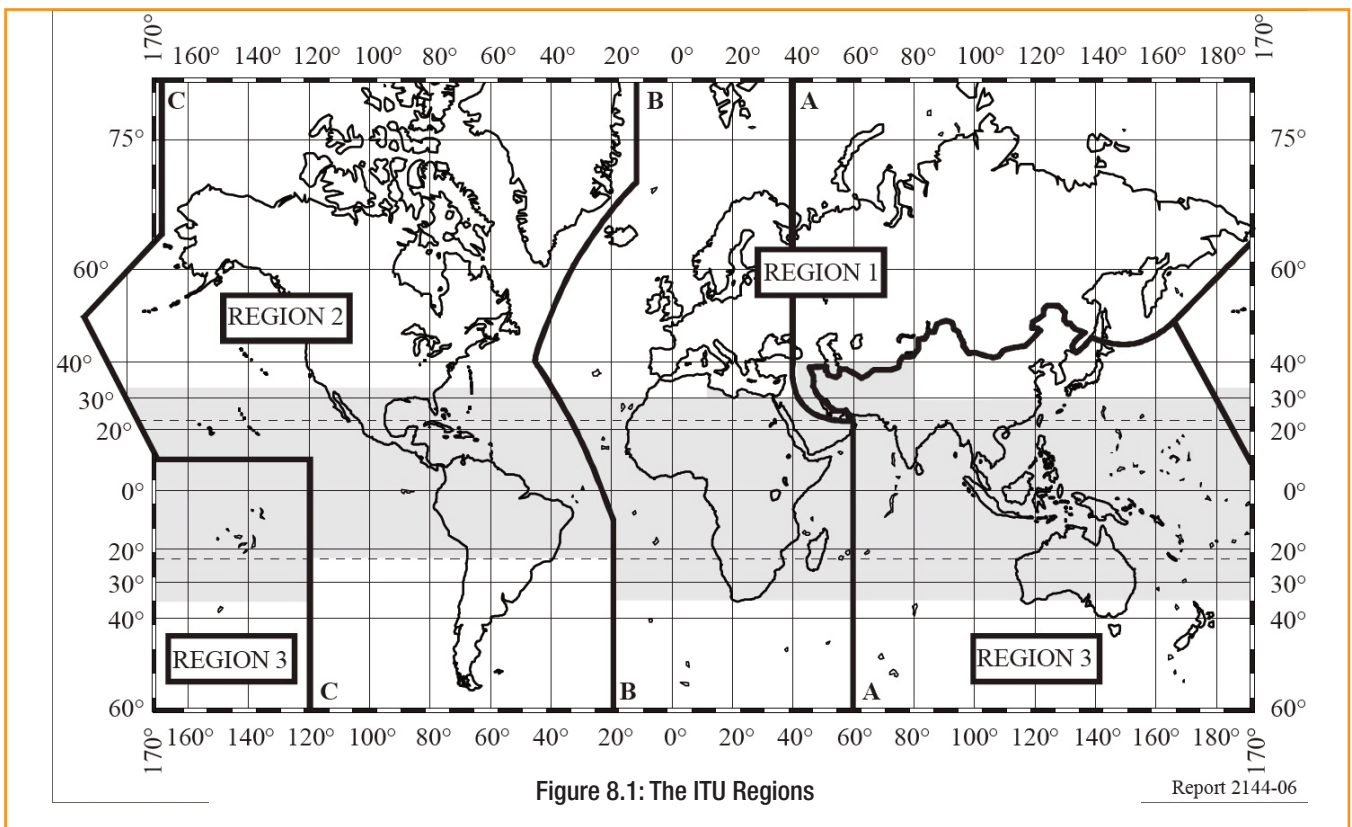 170° 160° 140° 120° 100° 80° 60° 40° 20° 0° 20° 40° 60° 80° 100° 120° 140° 160° 180° 170°
C B A
75° 75°
60° REGION 1 60°
REGION 2
40° 40°
30° 30°
20° 20°
0° 0°
20° 20°
30° 30°
40° 40°
REGION 3 REGION 3
C B A
60° 60°
170° 160° 140° 120° 100° 80° 60° 40° 20° 0° 20° 40° 60° 80° 100° 120° 140° 160° 180° 170°
Figure 8.1: The ITU Regions
Report 2144-06